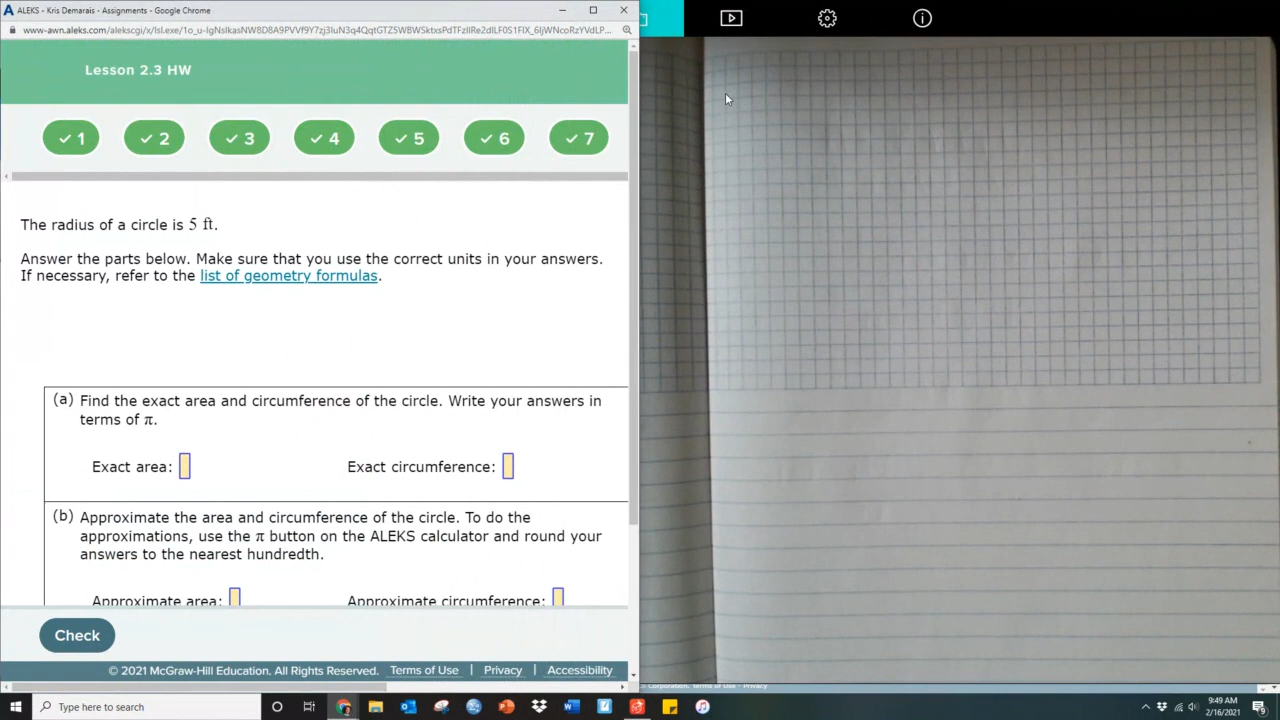 ALEKS - Kris Demarais - Assignments - Google Chrome
Lesson 2.3 HW
✓ 1 ✓ 2 ✓ 3 ✓ 4 ✓ 5 ✓ 6 ✓ 7
The radius of a circle is 5 ft.
Answer the parts below. Make sure that you use the correct units in your answers.
If necessary, refer to the list of geometry formulas.
(a) Find the exact area and circumference of the circle. Write your answers in
terms of π.
Exact area: Exact circumference:
(b) Approximate the area and circumference of the circle. To do the
approximations, use the π button on the ALEKS calculator and round your
answers to the nearest hundredth.
Approximate area: Approximate circumference:
Check
© 2021 McGraw-Hill Education. All Rights Reserved. Terms of Use | Privacy | Accessibility
Corporation. Terms of Use - Privacy
Type here to search
9:49 AM
2/16/2021